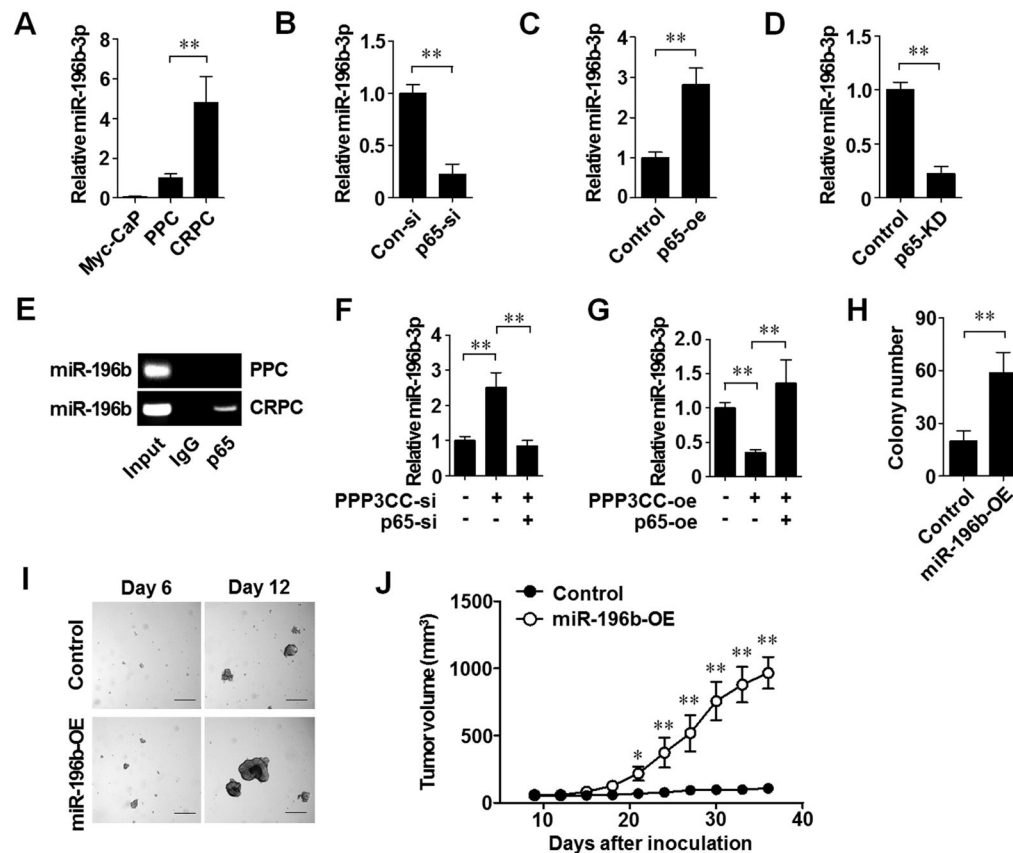 A
Relative miR-196b-3p
8
6
4
2
0
**
Myc-CaP
PPC
CRPC
B
Relative miR-196b-3p
1.5
1.0
0.5
0
**
Con-si
p65-si
C
Relative miR-196b-3p
4
3
2
1
0
**
Control
p65-oe
D
Relative miR-196b-3p
1.5
1.0
0.5
0
**
Control
p65-KD
E
miR-196b PPC
miR-196b CRPC
Input
IgG
p65
F
Relative miR-196b-3p
4
3
2
1
0
**
**
PPP3CC-si - + +
p65-si - - +
G
Relative miR-196b-3p
2.0
1.5
1.0
0.5
0.0
**
**
PPP3CC-oe - + +
p65-oe - - +
H
Colony number
90
60
30
0
**
Control
miR-196b-OE
I
Day 6 Day 12
Control
miR-196b-OE
J
Control
miR-196b-OE
Tumor volume (mm³)
1500
1000
500
0
* ** ** ** ** **
10 20 30 40
Days after inoculation